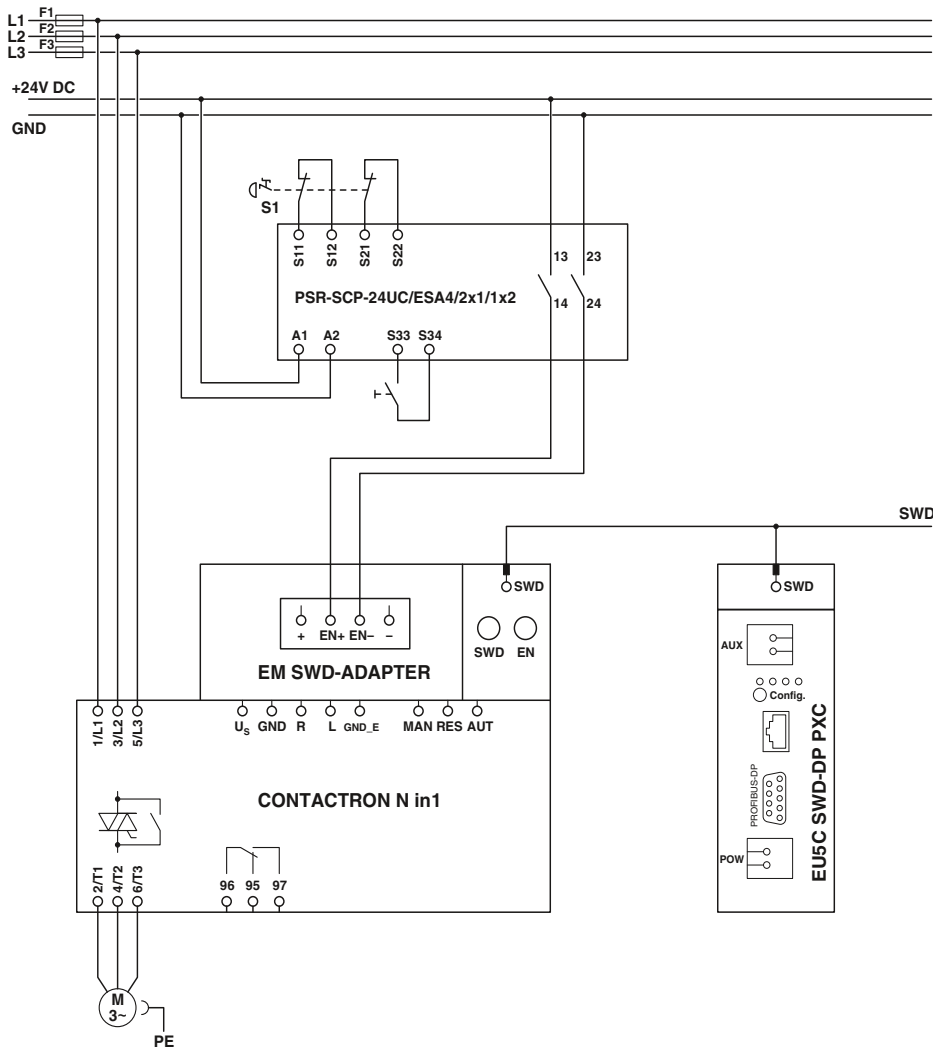 L1 F1
L2 F2
L3 F3
+24V DC
GND
S1
S11 S12 S21 S22
13 23
PSR-SCP-24UC/ESA4/2x1/1x2
14 24
A1 A2 S33 S34
SWD
SWD
SWD
+ EN+ EN− −
SWD EN
EM SWD-ADAPTER
AUX
Config.
PROFIBUS-DP
POW
EU5C SWD-DP PXC
1/L1 3/L2 5/L3
US GND R L GND_E MAN RES AUT
CONTACTRON N in1
2/T1 4/T2 6/T3
96 95 97
M
3~
PE